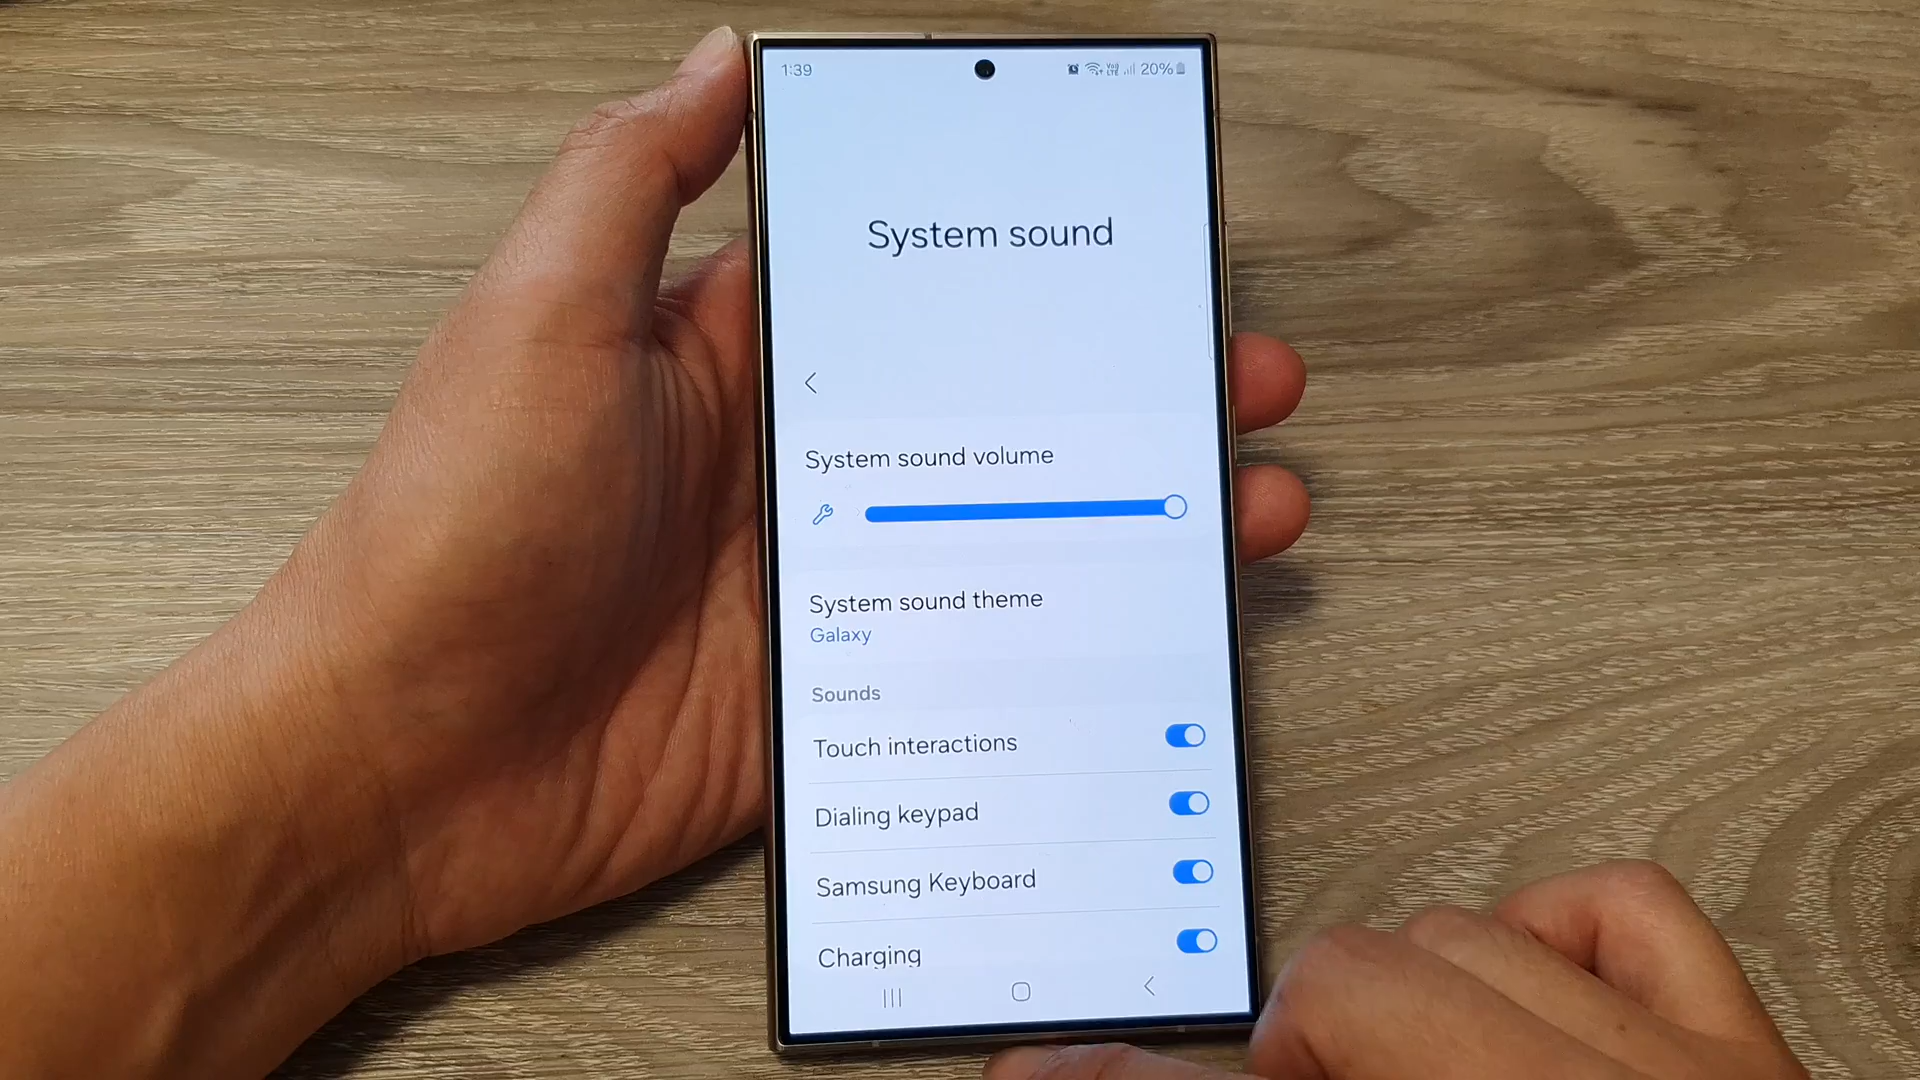 1:39 20%
System sound
System sound volume
System sound theme
Galaxy
Sounds
Touch interactions
Dialing keypad
Samsung Keyboard
Charging